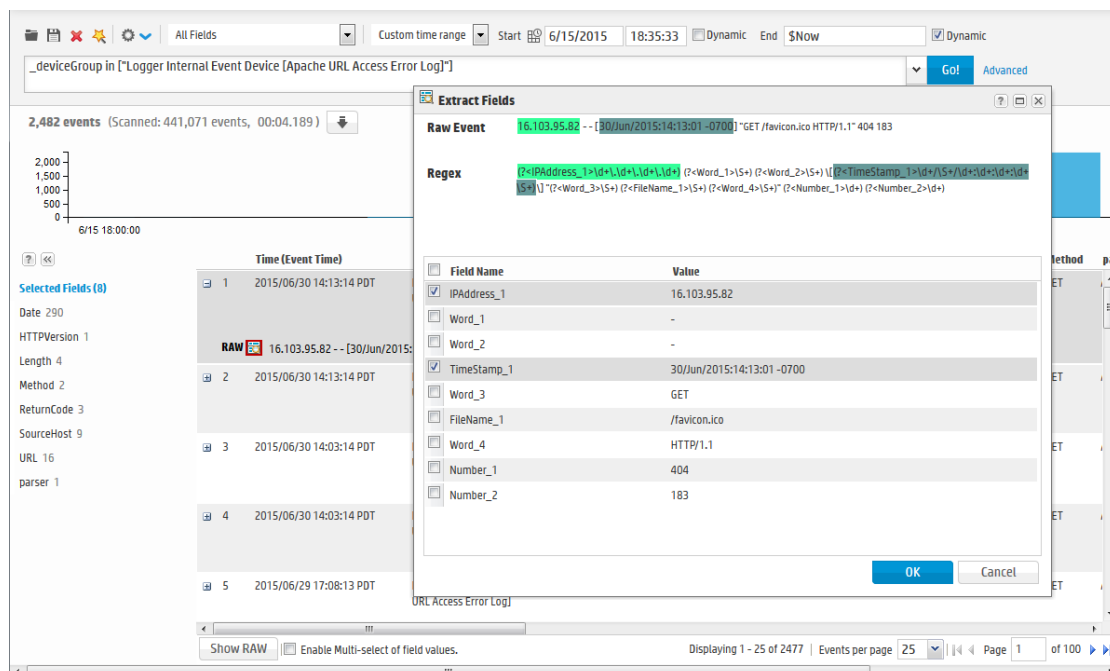 All Fields Custom time range Start 6/15/2015 18:35:33 Dynamic End $Now Dynamic
_deviceGroup in ["Logger Internal Event Device [Apache URL Access Error Log]"] Go! Advanced
Extract Fields
2,482 events (Scanned: 441,071 events, 00:04.189 )
Raw Event 16.103.95.82 - - [30/Jun/2015:14:13:01 -0700] "GET /favicon.ico HTTP/1.1" 404 183
Regex (?<IPAddress_1>\d+\.\d+\.\d+\.\d+) (?<Word_1>\S+) (?<Word_2>\S+) \[(?<TimeStamp_1>\d+/\S+/\d+:\d+:\d+:\d+
\S+)\] "(?<Word_3>\S+) (?<FileName_1>\S+) (?<Word_4>\S+)" (?<Number_1>\d+) (?<Number_2>\d+)
2,000
1,500
1,000
500
0
6/15 18:00:00
Time (Event Time)
Selected Fields (8)
Date 290
HTTPVersion 1
Length 4
Method 2
ReturnCode 3
SourceHost 9
URL 16
parser 1
1 2015/06/30 14:13:14 PDT
RAW 16.103.95.82 - - [30/Jun/2015:
2 2015/06/30 14:13:14 PDT
3 2015/06/30 14:03:14 PDT
4 2015/06/30 14:03:14 PDT
5 2015/06/29 17:08:13 PDT
URL Access Error Log]
Field Name Value
IPAddress_1 16.103.95.82
Word_1 -
Word_2 -
TimeStamp_1 30/Jun/2015:14:13:01 -0700
Word_3 GET
FileName_1 /favicon.ico
Word_4 HTTP/1.1
Number_1 404
Number_2 183
OK Cancel
Show RAW Enable Multi-select of field values. Displaying 1 - 25 of 2477 Events per page 25 Page 1 of 100